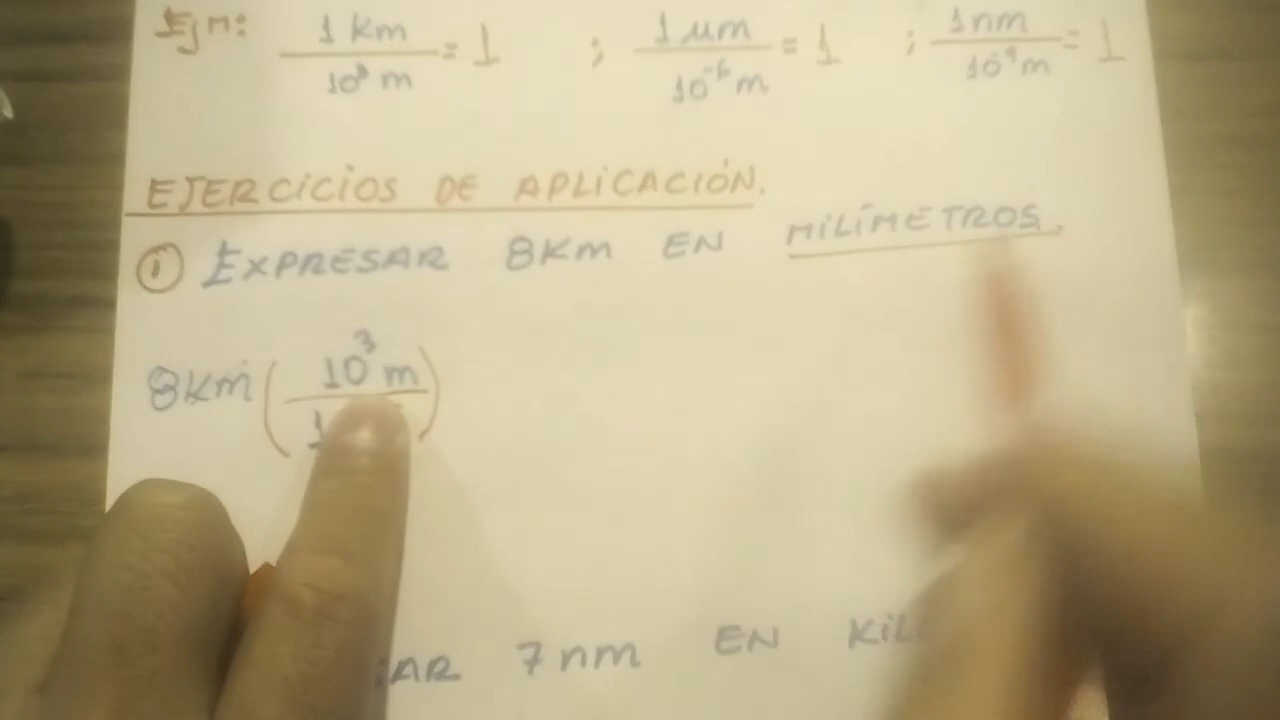 Ejm: 1 Km / 10³ m = 1 ; 1 μm / 10⁻⁶ m = 1 ; 1 nm / 10⁻⁹ m = 1
EJERCICIOS DE APLICACIÓN.
① EXPRESAR 8Km EN MILÍMETROS.
8Km ( 10³ m / 1 )
7nm EN